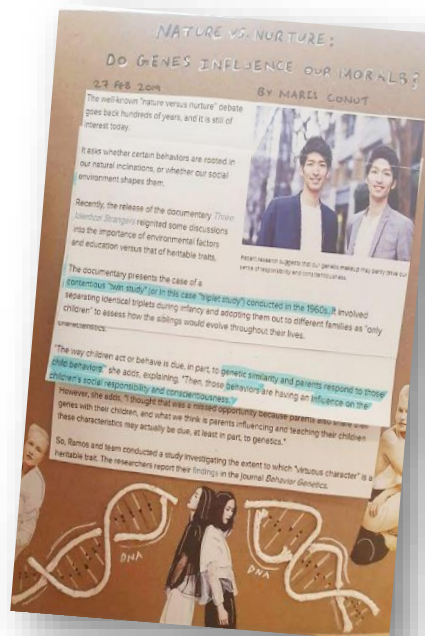 NATURE VS. NURTURE:
DO GENES INFLUENCE OUR MORALS?
27 FEB 2019
BY MARIS CONUT
The well-known "nature versus nurture" debate
goes back hundreds of years, and it is still of
interest today.
It asks whether certain behaviors are rooted in
our natural inclinations, or whether our social
environment shapes them.
Recently, the release of the documentary Three
Identical Strangers reignited some discussions
into the importance of environmental factors
and education versus that of heritable traits.
Recent research suggests that our genetic makeup may partly drive our
sense of responsibility and conscientiousness.
The documentary presents the case of a
contentious "twin study" (or in this case "triplet study") conducted in the 1960s. It involved
separating identical triplets during infancy and adopting them out to different families as "only
children" to assess how the siblings would evolve throughout their lives.
characteristics.
"The way children act or behave is due, in part, to genetic similarity and parents respond to those
child behaviors," she adds, explaining, "Then, those behaviors are having an influence on the
children's social responsibility and conscientiousness."
However, she adds, "I thought that was a missed opportunity because parents also share their
genes with their children, and what we think is parents influencing and teaching their children
these characteristics may actually be due, at least in part, to genetics."
So, Ramos and team conducted a study investigating the extent to which "virtuous character" is a
heritable trait. The researchers report their findings in the journal Behavior Genetics.
DNA
DNA